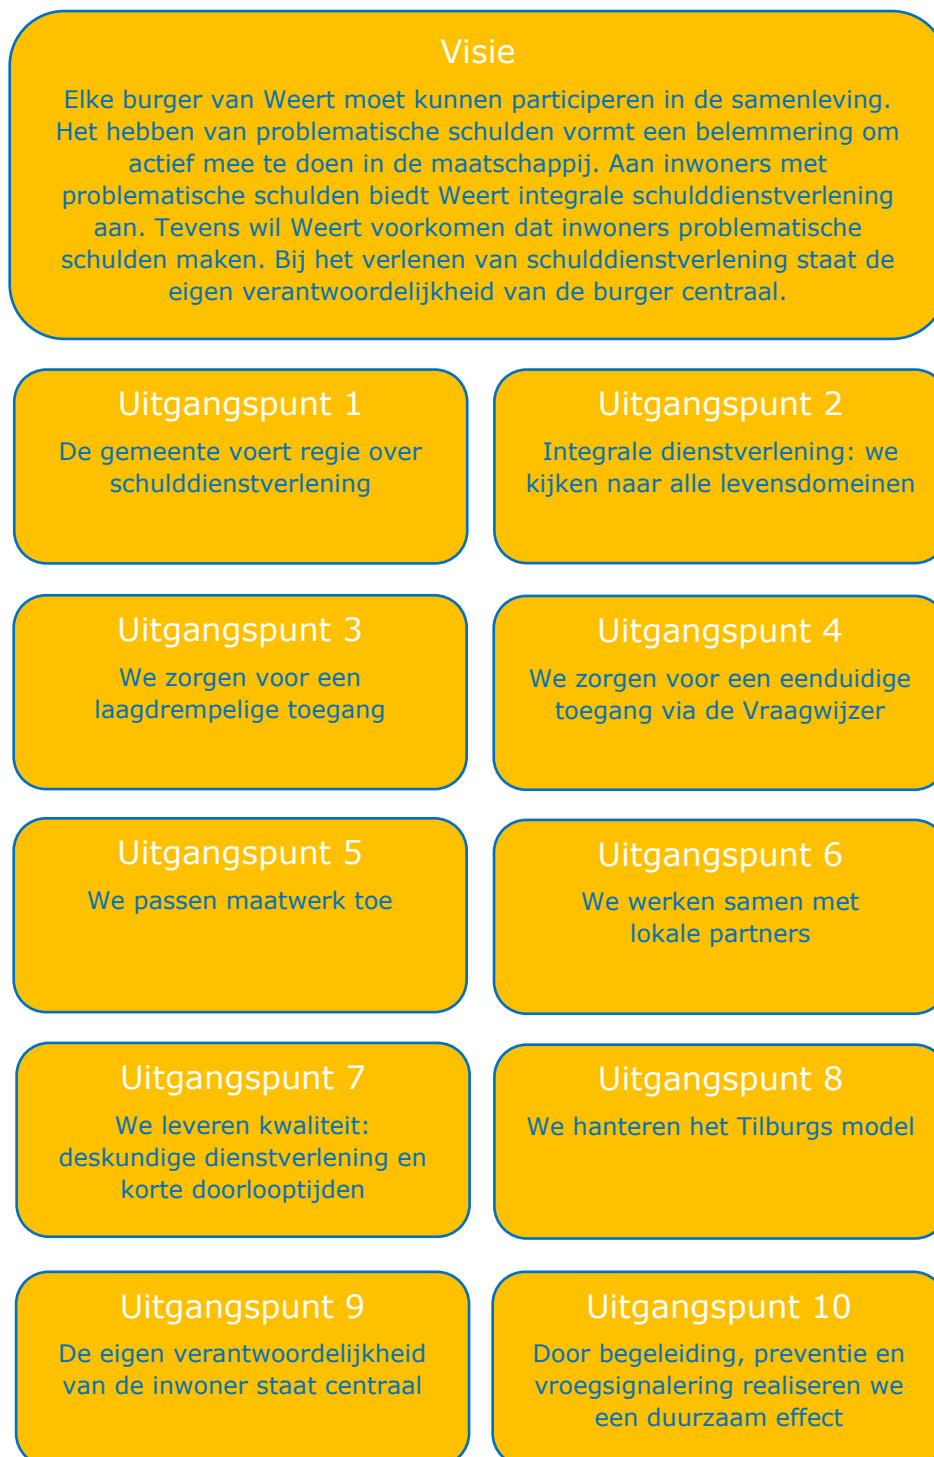 Visie
Elke burger van Weert moet kunnen participeren in de samenleving.
Het hebben van problematische schulden vormt een belemmering om
actief mee te doen in de maatschappij. Aan inwoners met
problematische schulden biedt Weert integrale schulddienstverlening
aan. Tevens wil Weert voorkomen dat inwoners problematische
schulden maken. Bij het verlenen van schulddienstverlening staat de
eigen verantwoordelijkheid van de burger centraal.
Uitgangspunt 1
De gemeente voert regie over
schulddienstverlening
Uitgangspunt 2
Integrale dienstverlening: we
kijken naar alle levensdomeinen
Uitgangspunt 3
We zorgen voor een
laagdrempelige toegang
Uitgangspunt 4
We zorgen voor een eenduidige
toegang via de Vraagwijzer
Uitgangspunt 5
We passen maatwerk toe
Uitgangspunt 6
We werken samen met
lokale partners
Uitgangspunt 7
We leveren kwaliteit:
deskundige dienstverlening en
korte doorlooptijden
Uitgangspunt 8
We hanteren het Tilburgs model
Uitgangspunt 9
De eigen verantwoordelijkheid
van de inwoner staat centraal
Uitgangspunt 10
Door begeleiding, preventie en
vroegsignalering realiseren we
een duurzaam effect